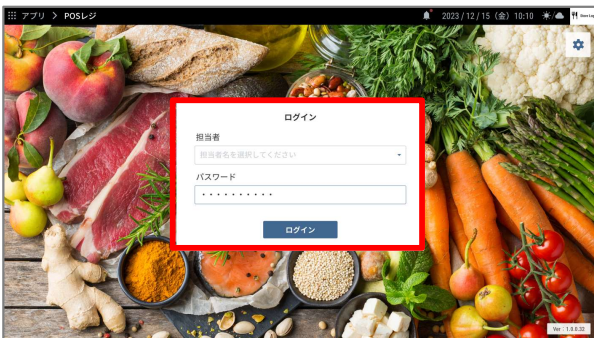 アプリ > POSレジ
2023 / 12 / 15（金）10:10
ログイン
担当者
担当者名を選択してください
パスワード
・・・・・・・・・・
ログイン
Ver : 1.0.0.32